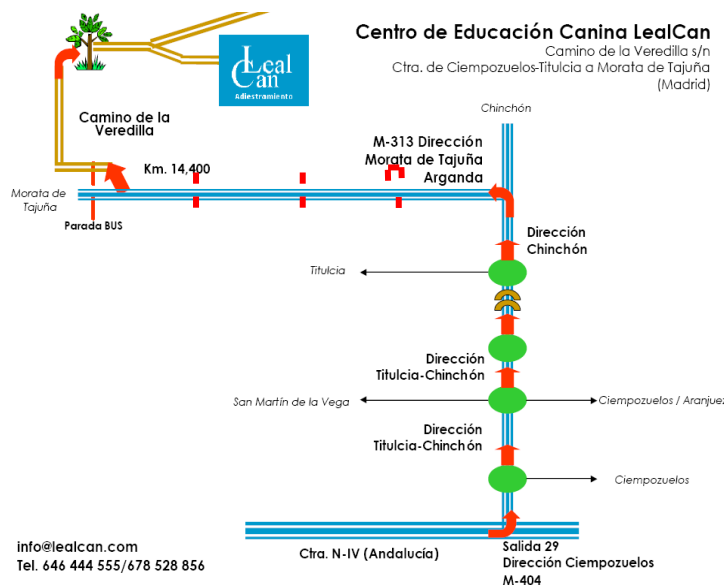 Centro de Educación Canina LealCan
Camino de la Veredilla s/n
Ctra. de Ciempozuelos-Titulcia a Morata de Tajuña
(Madrid)
Leal
Can
Adiestramiento
Chinchón
Camino de la
Veredilla
M-313 Dirección
Morata de Tajuña
Arganda
Km. 14,400
Morata de
Tajuña
Parada BUS
Dirección
Chinchón
Titulcia
Dirección
Titulcia-Chinchón
San Martín de la Vega
Ciempozuelos / Aranjuez
Dirección
Titulcia-Chinchón
Ciempozuelos
info@lealcan.com
Tel. 646 444 555/678 528 856
Ctra. N-IV (Andalucía)
Salida 29
Dirección Ciempozuelos
M-404